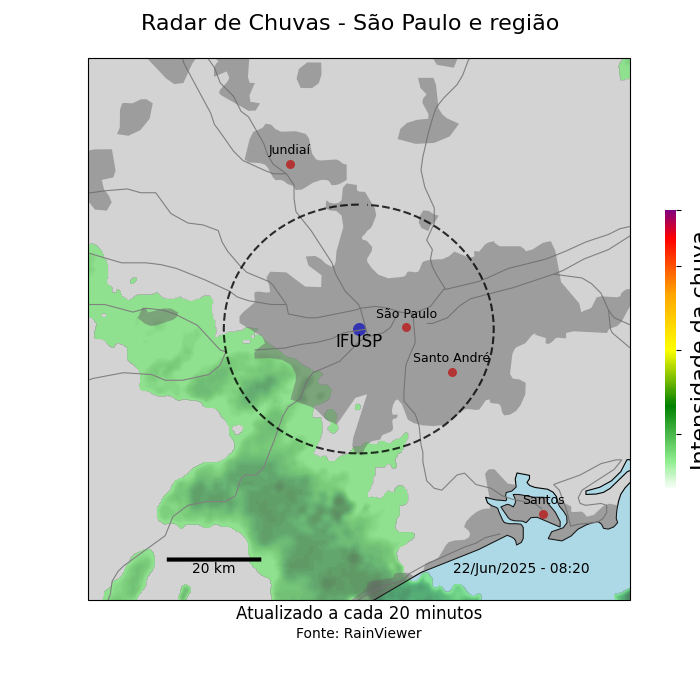 Radar de Chuvas - São Paulo e região
Jundiaí
São Paulo
IFUSP
Santo André
Santos
20 km
22/Jun/2025 - 08:20
Intensidade da chuva
Atualizado a cada 20 minutos
Fonte: RainViewer